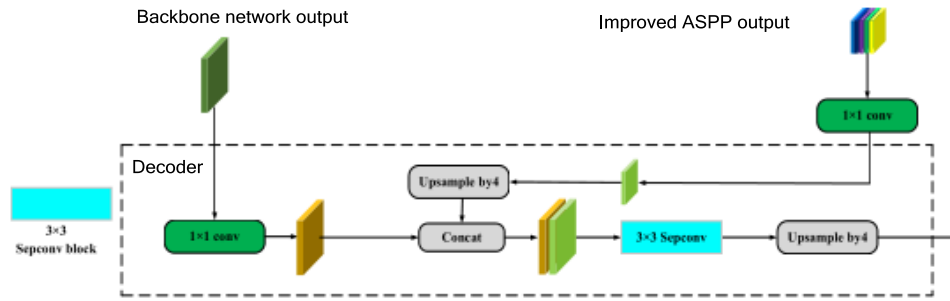 Backbone network output
Improved ASPP output
1×1 conv
Decoder
Upsample by4
3×3
Sepconv block
1×1 conv
Concat
3×3 Sepconv
Upsample by4